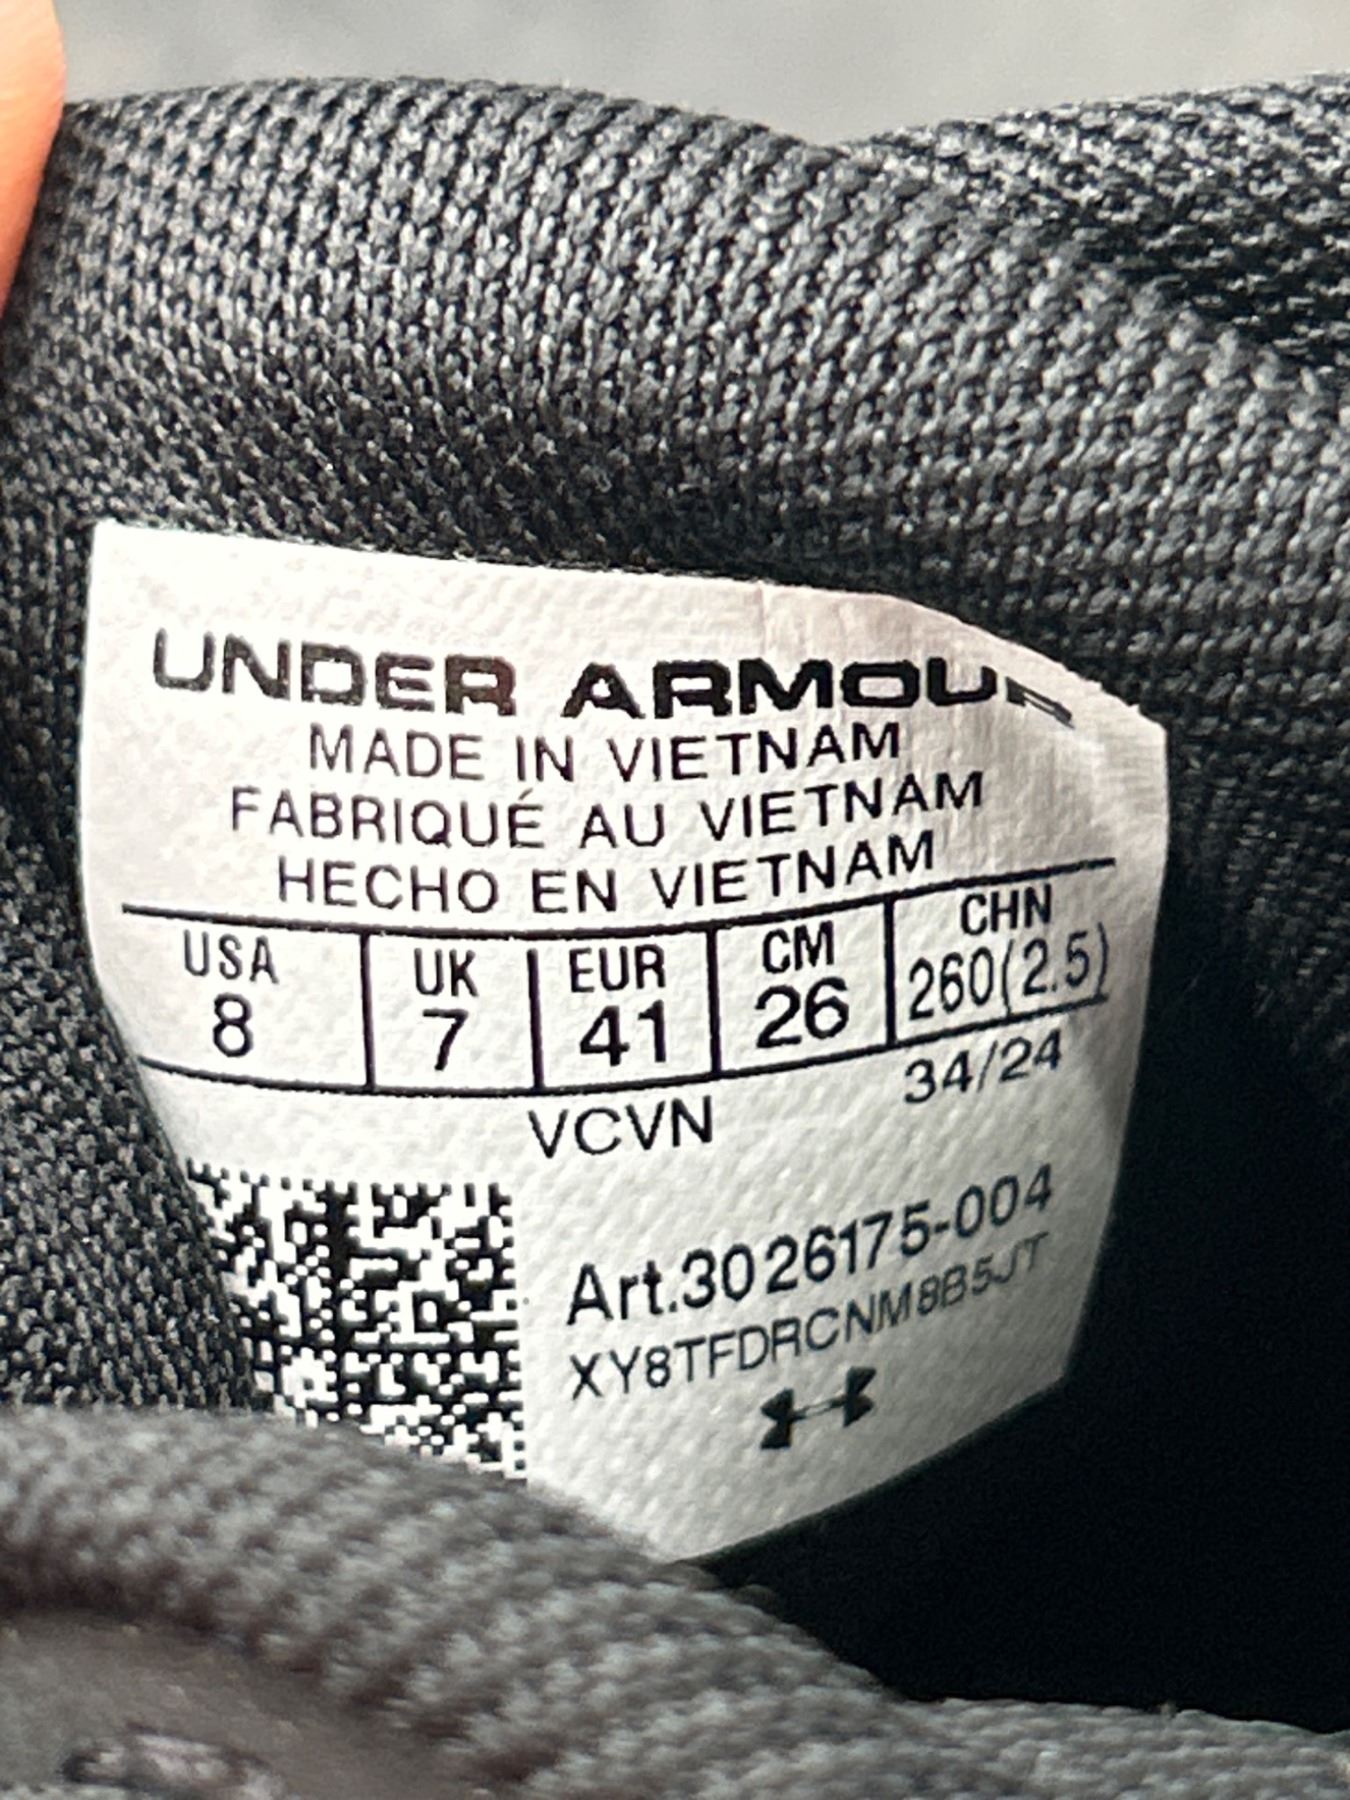 UNDER ARMOUR
MADE IN VIETNAM
FABRIQUÉ AU VIETNAM
HECHO EN VIETNAM
USA UK EUR CM CHN
8 7 41 26 260(2.5)
VCVN 34/24
Art.3026175-004
XY8TFDRCNM8B5JT